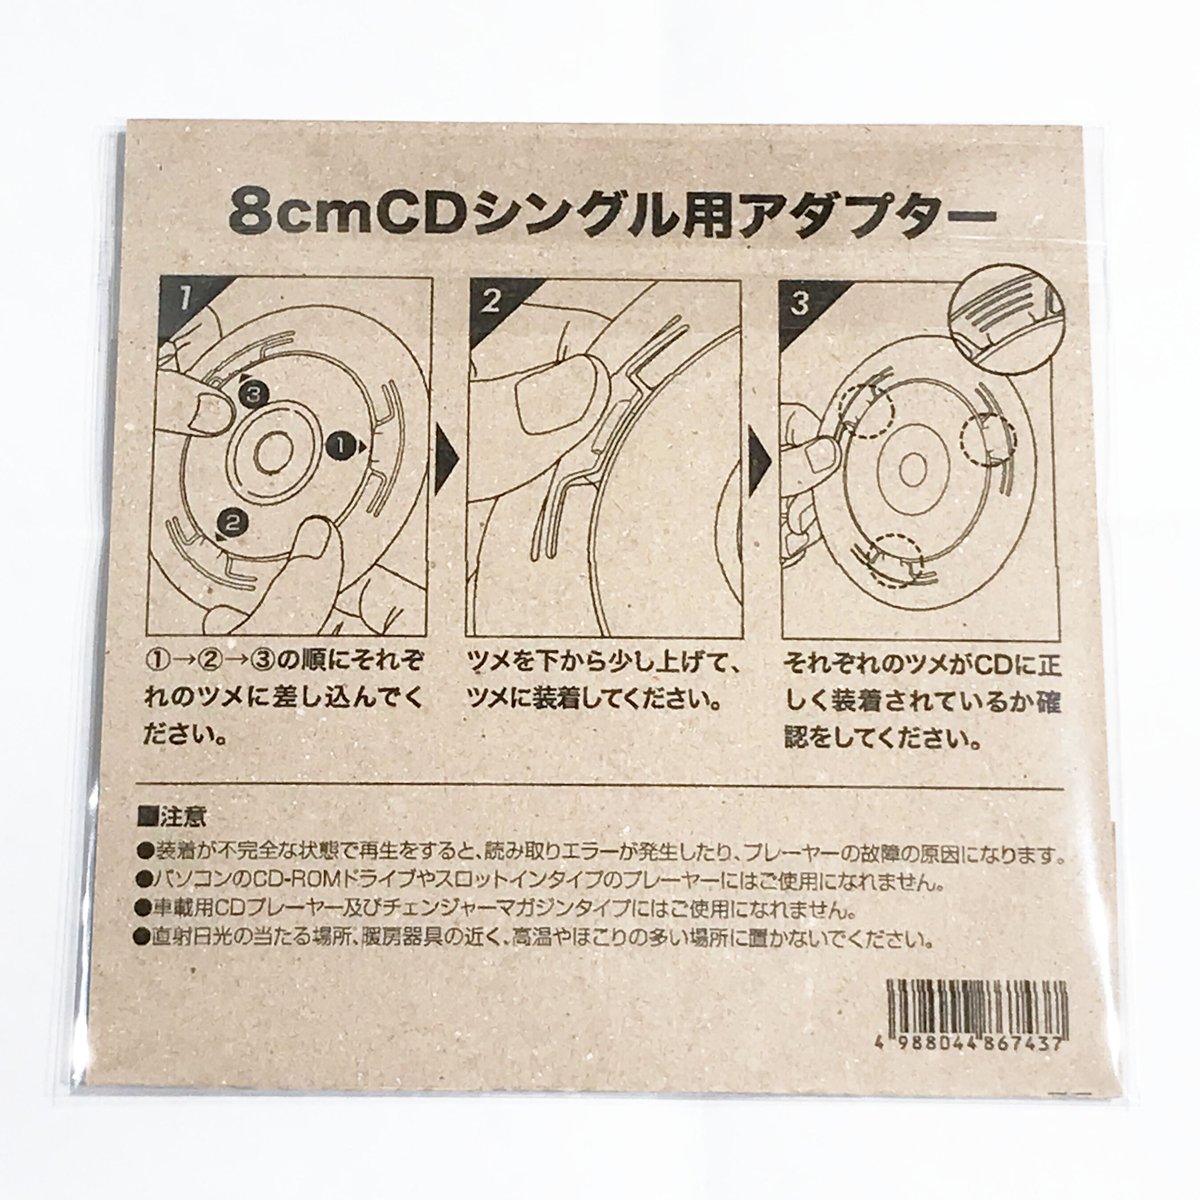 8cmCDシングル用アダプター
1
③
①
②
2
3
①→②→③の順にそれぞ
れのツメに差し込んでく
ださい。
ツメを下から少し上げて、
ツメに装着してください。
それぞれのツメがCDに正
しく装着されているか確
認をしてください。
■注意
●装着が不完全な状態で再生をすると、読み取りエラーが発生したり、プレーヤーの故障の原因になります。
●パソコンのCD-ROMドライブやスロットインタイプのプレーヤーにはご使用になれません。
●車載用CDプレーヤー及びチェンジャーマガジンタイプにはご使用になれません。
●直射日光の当たる場所、暖房器具の近く、高温やほこりの多い場所に置かないでください。
4 988044 867437